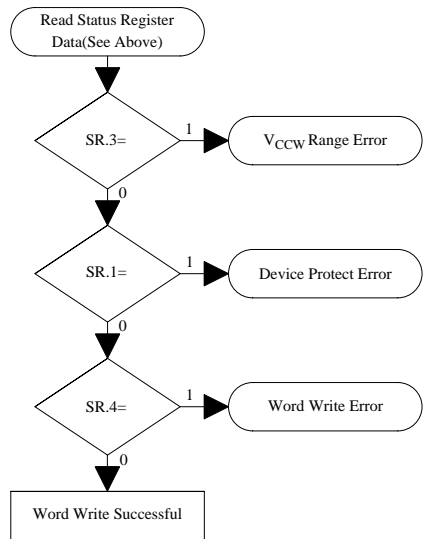 Read Status Register
Data(See Above)
SR.3=
1
VCCW Range Error
0
SR.1=
1
Device Protect Error
0
SR.4=
1
Word Write Error
0
Word Write Successful